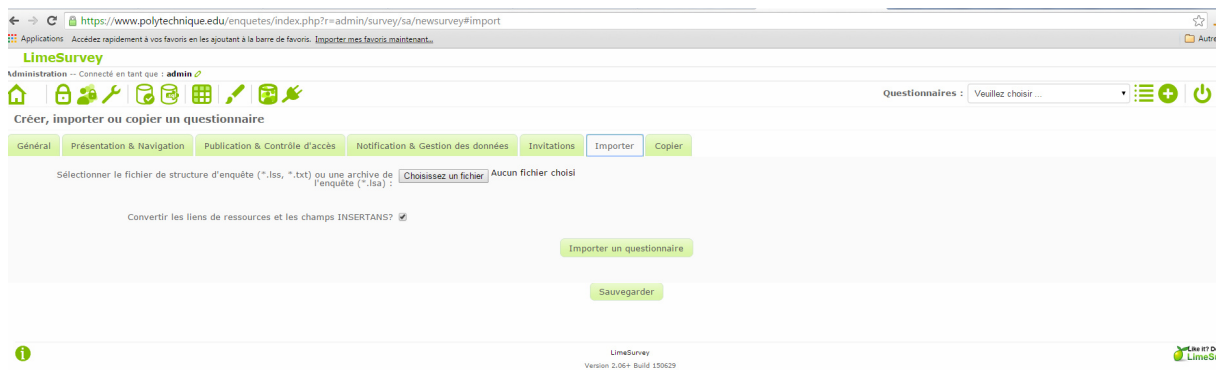 https://www.polytechnique.edu/enquetes/index.php?r=admin/survey/sa/newsurvey#import
Applications Accédez rapidement à vos favoris en les ajoutant à la barre de favoris. Importer mes favoris maintenant... Autre
LimeSurvey
Administration -- Connecté en tant que : admin
Questionnaires : Veuillez choisir ...
Créer, importer ou copier un questionnaire
Général Présentation & Navigation Publication & Contrôle d'accès Notification & Gestion des données Invitations Importer Copier
Sélectionner le fichier de structure d'enquête (*.lss, *.txt) ou une archive de
l'enquête (*.lsa) : Choisissez un fichier Aucun fichier choisi
Convertir les liens de ressources et les champs INSERTANS?
Importer un questionnaire
Sauvegarder
LimeSurvey
Version 2.06+ Build 150629
Like it? Do
LimeS